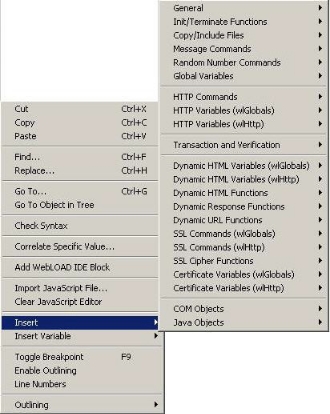 Cut Ctrl+X
Copy Ctrl+C
Paste Ctrl+V
Find... Ctrl+F
Replace... Ctrl+H
Go To... Ctrl+G
Go To Object in Tree
Check Syntax
Correlate Specific Value...
Add WebLOAD IDE Block
Import JavaScript File...
Clear JavaScript Editor
Insert
Insert Variable
Toggle Breakpoint F9
Enable Outlining
Line Numbers
Outlining
General
Init/Terminate Functions
Copy/Include Files
Message Commands
Random Number Commands
Global Variables
HTTP Commands
HTTP Variables (wlGlobals)
HTTP Variables (wlHttp)
Transaction and Verification
Dynamic HTML Variables (wlGlobals)
Dynamic HTML Variables (wlHttp)
Dynamic HTML Functions
Dynamic Response Functions
Dynamic URL Functions
SSL Commands (wlGlobals)
SSL Commands (wlHttp)
SSL Cipher Functions
Certificate Variables (wlGlobals)
Certificate Variables (wlHttp)
COM Objects
Java Objects